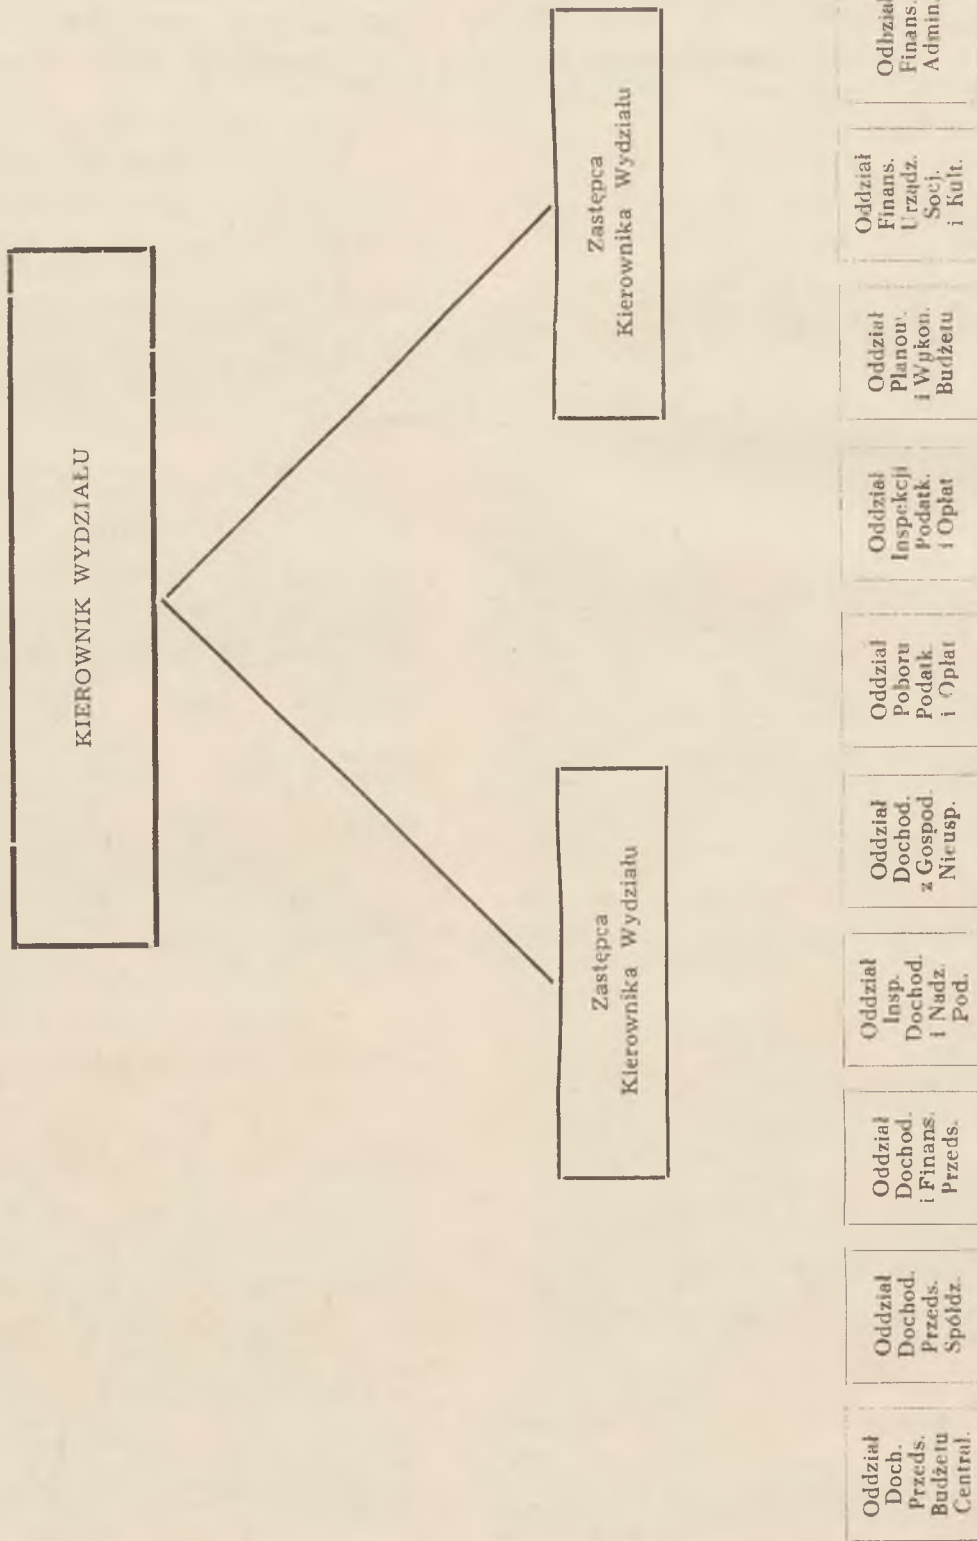 KIEROWNIK WYDZIAŁU
Zastępca
Kierownika Wydziału
Zastępca
Kierownika Wydziału
Oddział
Doch.
Przeds.
Budżetu
Central.
Oddział
Dochod.
Przeds.
Spółdz.
Oddział
Dochod.
i Finans.
Przeds.
Oddział
Insp.
Dochod.
i Nadz.
Pod.
Oddział
Dochod.
z Gospod.
Nieusp.
Oddział
Poboru
Podatk.
i Opłat
Oddział
Inspekcji
Podatk.
i Opłat
Oddział
Planow.
i Wykon.
Budżetu
Oddział
Finans.
Urządz.
Socj.
i Kult.
Odbział
Finans.
Admin.